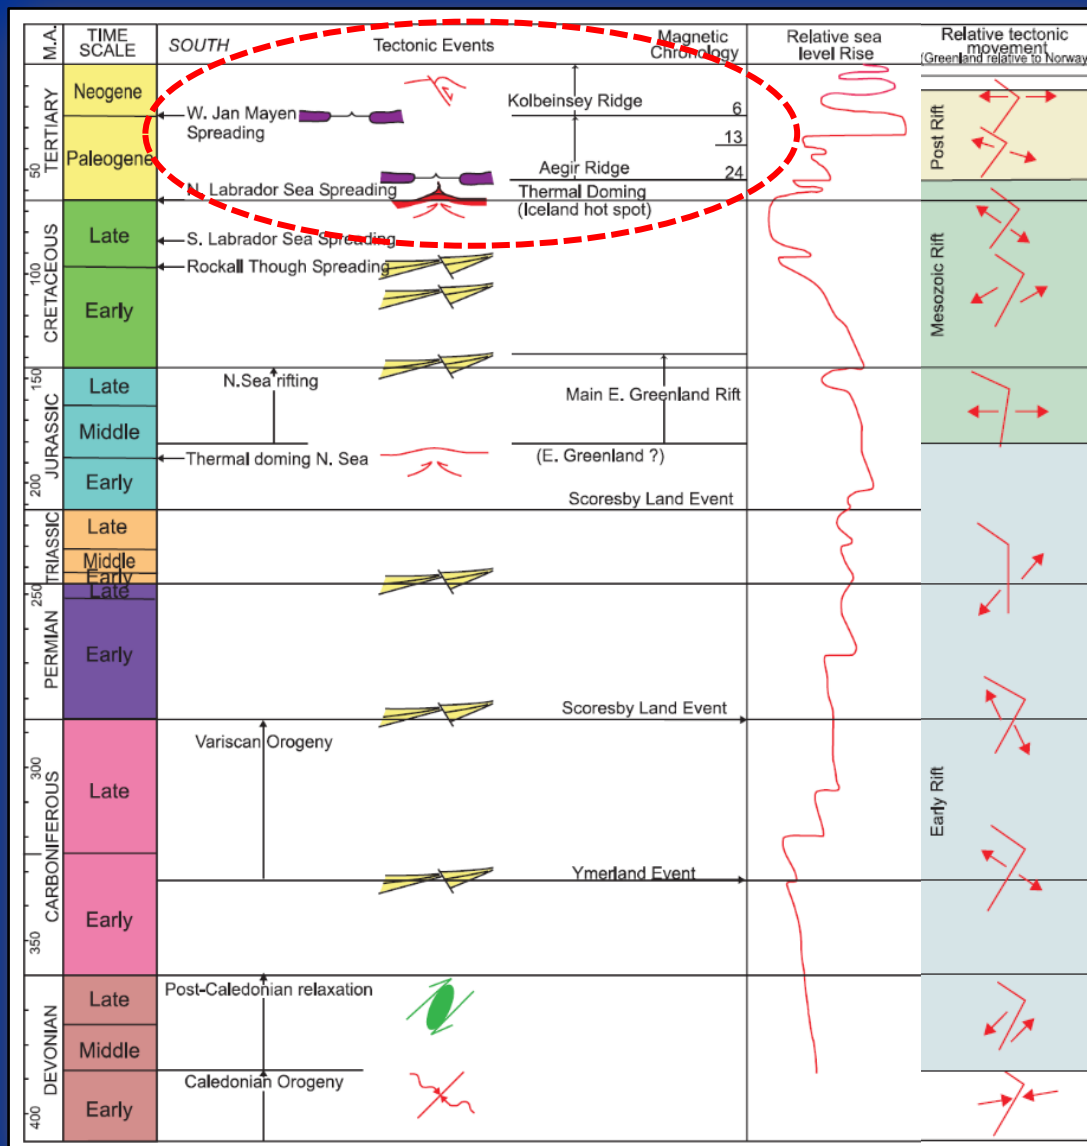 M.A.
TIME
SCALE
SOUTH
Tectonic Events
Magnetic
Chronology
Relative sea
level Rise
Relative tectonic
movement
(Greenland relative to Norway
TERTIARY
Neogene
Kolbeinsey Ridge
6
W. Jan Mayen
Spreading
13
Paleogene
50
Aegir Ridge
24
N. Labrador Sea Spreading
Thermal Doming
(Iceland hot spot)
Post Rift
CRETACEOUS
Late
S. Labrador Sea Spreading
Rockall Though Spreading
100
Early
Mesozoic Rift
JURASSIC
150
Late
N.Sea rifting
Main E. Greenland Rift
Middle
Thermal doming N. Sea
(E. Greenland ?)
200
Early
Scoresby Land Event
TRIASSIC
Late
Middle
Early
PERMIAN
250
Late
Early
Scoresby Land Event
CARBONIFEROUS
Variscan Orogeny
300
Late
Early Rift
Ymerland Event
Early
350
DEVONIAN
Post-Caledonian relaxation
Late
Middle
Caledonian Orogeny
Early
400